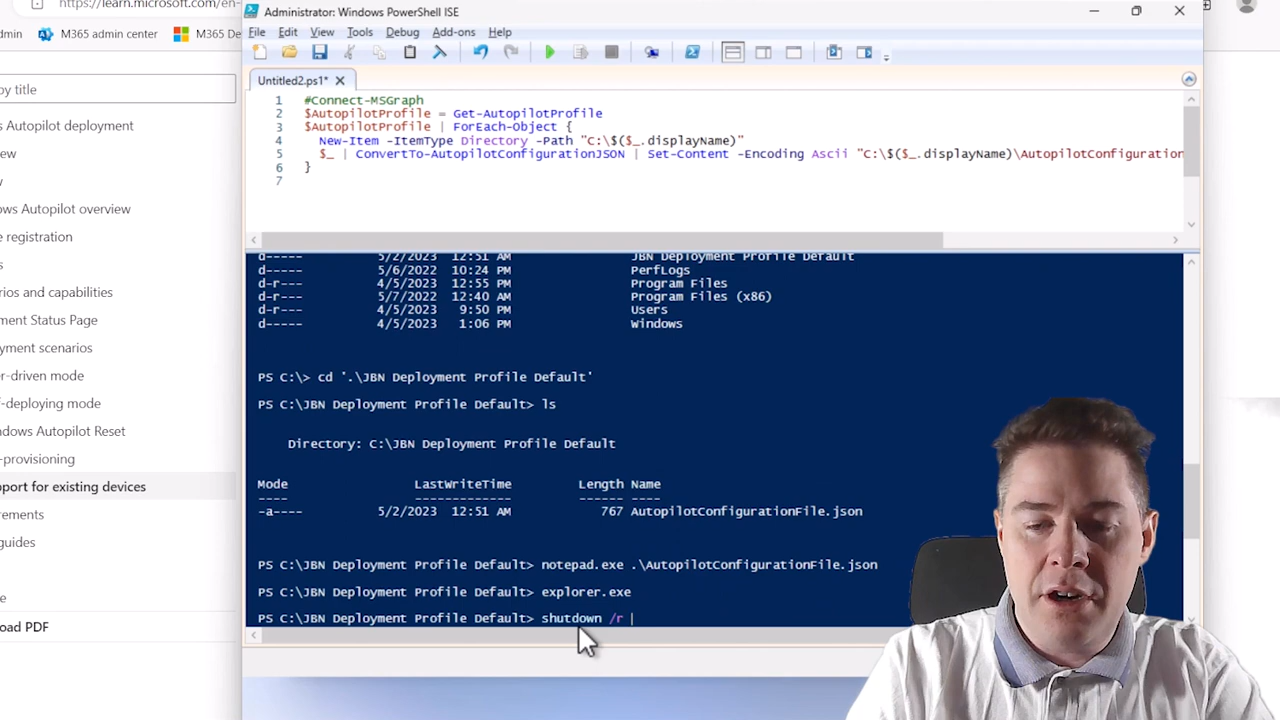 https://learn.microsoft.com/en-
dmin
M365 admin center
M365 De
by title
s Autopilot deployment
ew
y
ows Autopilot overview
e registration
s
rios and capabilities
ment Status Page
yment scenarios
er-driven mode
f-deploying mode
ndows Autopilot Reset
-provisioning
pport for existing devices
irements
guides
e
oad PDF
Administrator: Windows PowerShell ISE
File Edit View Tools Debug Add-ons Help
Untitled2.ps1*
1 #Connect-MSGraph
2 $AutopilotProfile = Get-AutopilotProfile
3 $AutopilotProfile | ForEach-Object {
4 New-Item -ItemType Directory -Path "C:\$($_.displayName)"
5 $_ | ConvertTo-AutopilotConfigurationJSON | Set-Content -Encoding Ascii "C:\$($_.displayName)\AutopilotConfiguration
6 }
7
d----- 5/2/2023 12:51 AM JBN Deployment Profile Default
d----- 5/6/2022 10:24 PM PerfLogs
d-r--- 4/5/2023 12:55 PM Program Files
d-r--- 5/7/2022 12:40 AM Program Files (x86)
d-r--- 4/5/2023 9:50 PM Users
d----- 4/5/2023 1:06 PM Windows
PS C:\> cd '.\JBN Deployment Profile Default'
PS C:\JBN Deployment Profile Default> ls
Directory: C:\JBN Deployment Profile Default
Mode LastWriteTime Length Name
---- ------------- ------ ----
-a---- 5/2/2023 12:51 AM 767 AutopilotConfigurationFile.json
PS C:\JBN Deployment Profile Default> notepad.exe .\AutopilotConfigurationFile.json
PS C:\JBN Deployment Profile Default> explorer.exe
PS C:\JBN Deployment Profile Default> shutdown /r